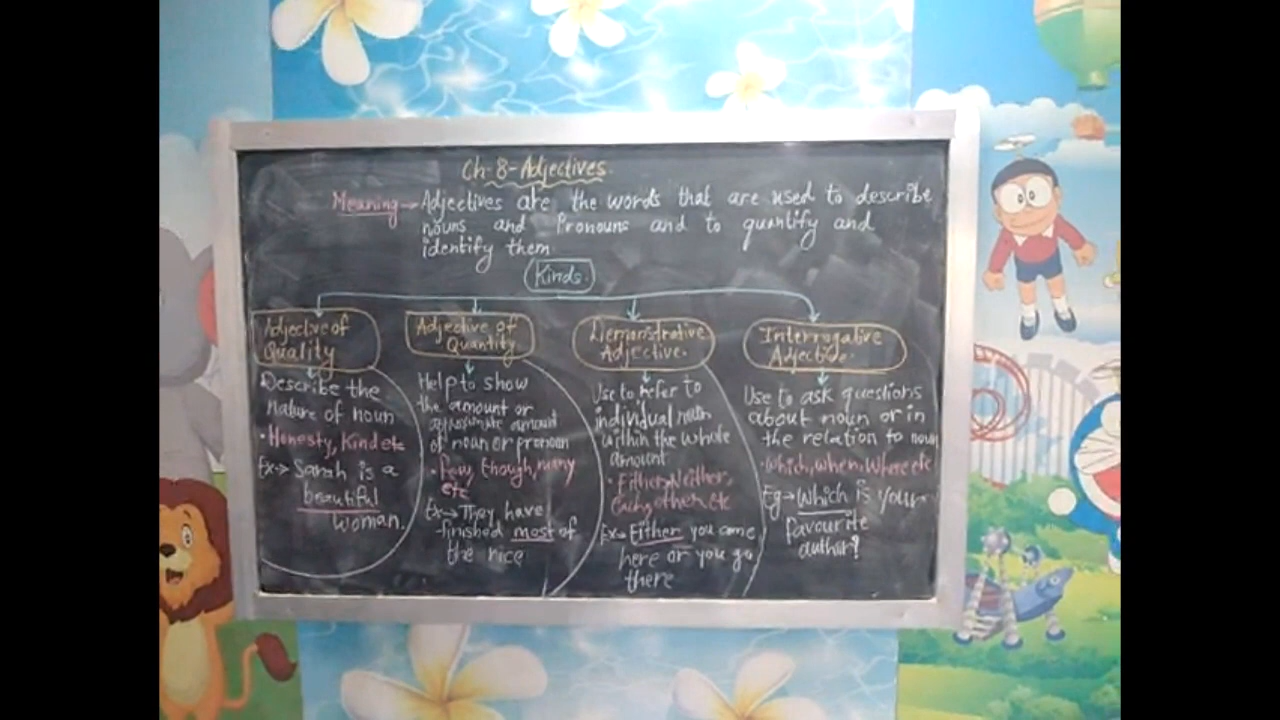 Ch-8-Adjectives
Meaning → Adjectives are the words that are used to describe
nouns and Pronouns and to quantify and
identify them
Kinds.
Adjective of
Quality
Describe the
nature of noun
• Honesty, Kind etc
Ex → Sarah is a
beautiful
woman.
Adjective of
Quantity
Help to show
the amount or
approximate amount
of noun or pronoun
• Few, though, many
etc
Ex → They have
finished most of
the rice
Demonstrative
Adjective.
Use to refer to
individual noun
within the whole
amount
• Either, Neither,
Each, other, etc
Ex → Either you come
here or you go
there
Interrogative
Adjective.
Use to ask questions
about noun or in
the relation to noun
• Which, when, Where etc
Eg → Which is your
favourite
author?